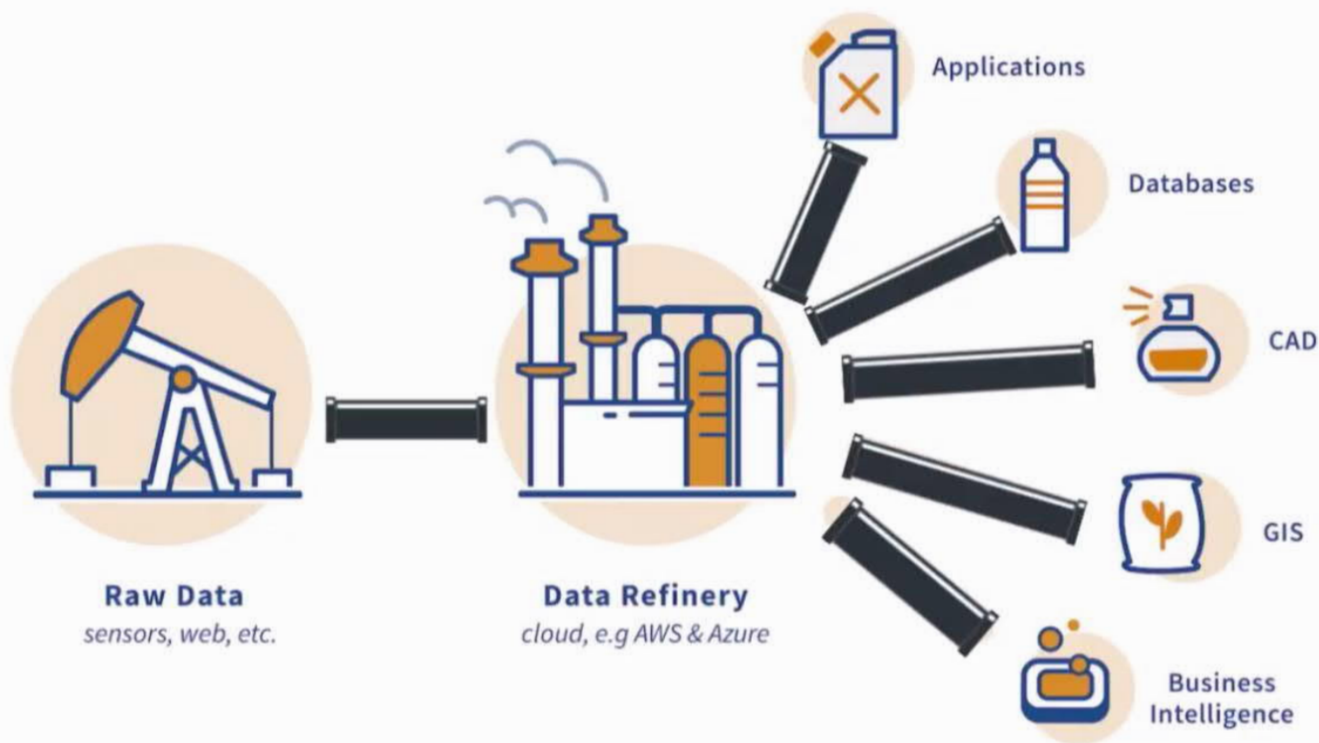 Applications
Databases
CAD
GIS
Raw Data
sensors, web, etc.
Data Refinery
cloud, e.g AWS & Azure
Business
Intelligence